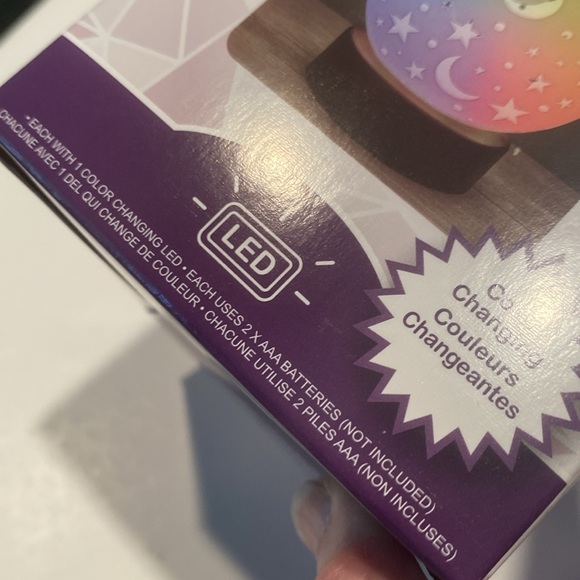 • EACH WITH 1 COLOR CHANGING LED • EACH USES 2 X AAA BATTERIES (NOT INCLUDED)
CHACUNE AVEC 1 DEL QUI CHANGE DE COULEUR • CHACUNE UTILISE 2 PILES AAA (NON INCLUSES)
LED
Changing
Couleurs
Changeantes